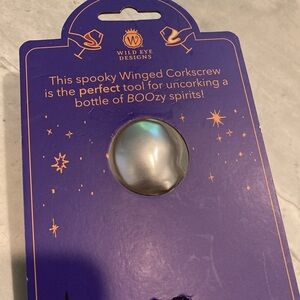 WILD EYE
DESIGNS
This spooky Winged Corkscrew
is the perfect tool for uncorking a
bottle of BOOzy spirits!